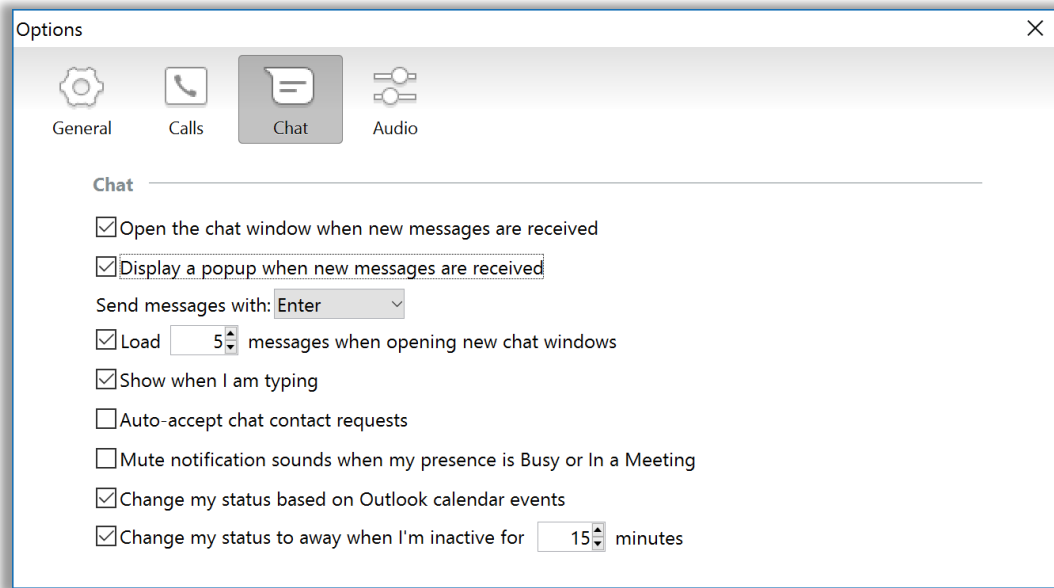 Options
General Calls Chat Audio
Chat
Open the chat window when new messages are received
Display a popup when new messages are received
Send messages with: Enter
Load 5 messages when opening new chat windows
Show when I am typing
Auto-accept chat contact requests
Mute notification sounds when my presence is Busy or In a Meeting
Change my status based on Outlook calendar events
Change my status to away when I'm inactive for 15 minutes